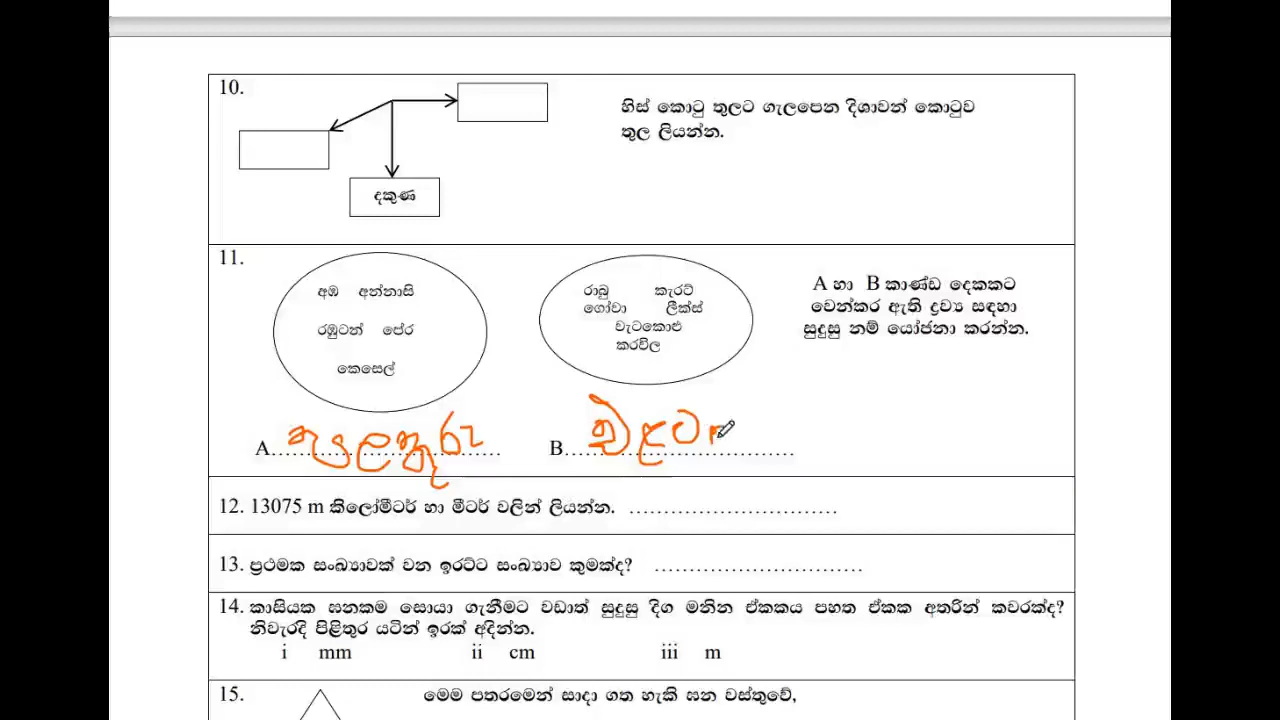 10.
හිස් කොටු තුලට ගැලපෙන දිශාවන් කොටුව
තුල ලියන්න.
දකුණ
11.
අඹ අන්නාසි
රඹුටන් පේර
කෙසෙල්
රාබු කැරට්
ගෝවා ලීක්ස්
වැටකොළු
කරවිල
A හා B කාණ්ඩ දෙකකට
වෙන්කර ඇති ද්‍රව්‍ය සඳහා
සුදුසු නම් යෝජනා කරන්න.
A. පලතුරු B. එළව
12. 13075 m කිලෝමීටර් හා මීටර් වලින් ලියන්න. ..............................
13. ප්‍රථමක සංඛ්‍යාවක් වන ඉරට්ට සංඛ්‍යාව කුමක්ද? ..............................
14. කාසියක ඝනකම සොයා ගැනීමට වඩාත් සුදුසු දිග මනින ඒකකය පහත ඒකක අතරින් කවරක්ද?
නිවැරදි පිළිතුර යටින් ඉරක් අදින්න.
i mm ii cm iii m
15. මෙම පතරමෙන් සාදා ගත හැකි ඝන වස්තුවේ,